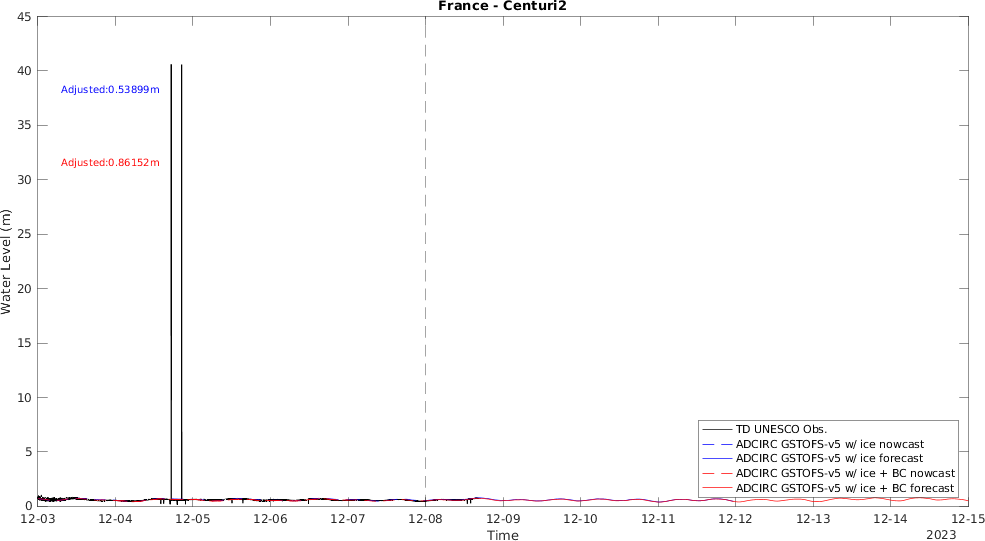 France - Centuri2
45
40
35
30
25
20
15
10
5
0
Water Level (m)
Adjusted:0.53899m
Adjusted:0.86152m
TD UNESCO Obs.
ADCIRC GSTOFS-v5 w/ ice nowcast
ADCIRC GSTOFS-v5 w/ ice forecast
ADCIRC GSTOFS-v5 w/ ice + BC nowcast
ADCIRC GSTOFS-v5 w/ ice + BC forecast
12-03 12-04 12-05 12-06 12-07 12-08 12-09 12-10 12-11 12-12 12-13 12-14 12-15
Time
2023